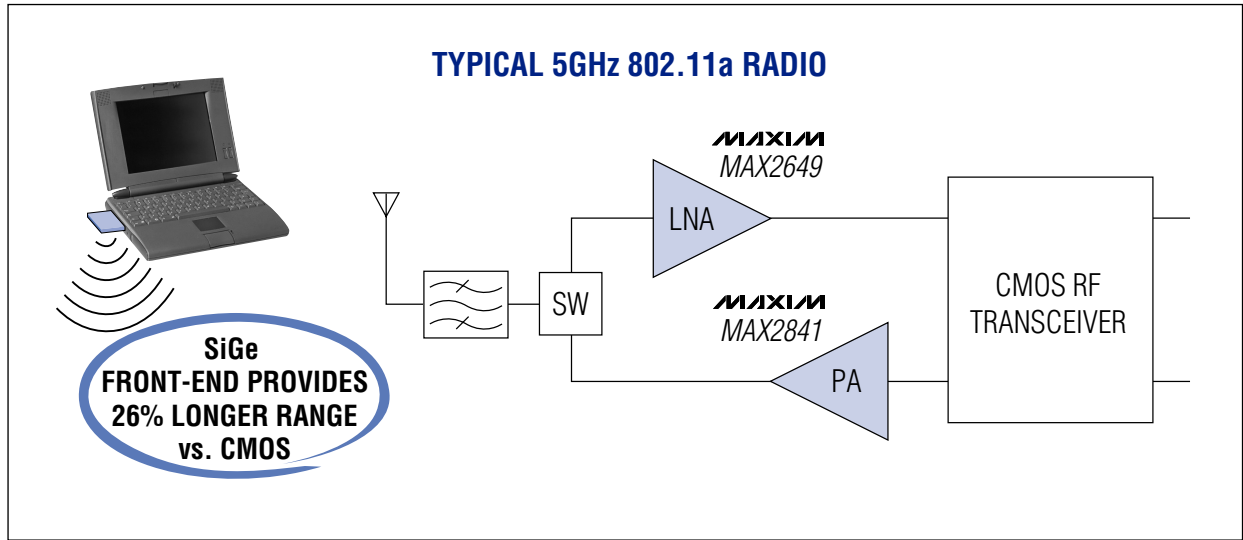 TYPICAL 5GHz 802.11a RADIO
MAXIM
MAX2649
LNA
SW
MAXIM
MAX2841
PA
CMOS RF
TRANSCEIVER
SiGe
FRONT-END PROVIDES
26% LONGER RANGE
vs. CMOS